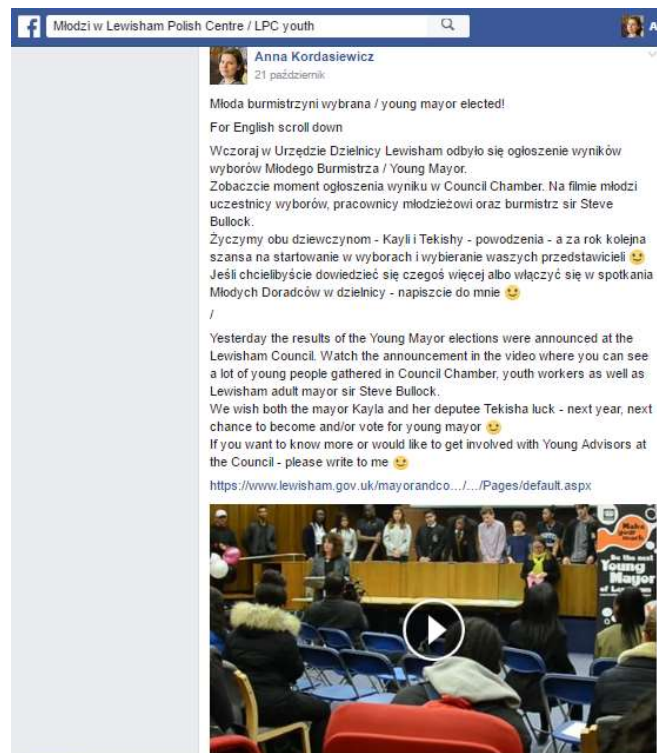 Młodzi w Lewisham Polish Centre / LPC youth
A
Anna Kordasiewicz
21 październik
Młoda burmistrzyni wybrana / young mayor elected!
For English scroll down
Wczoraj w Urzędzie Dzielnicy Lewisham odbyło się ogłoszenie wyników
wyborów Młodego Burmistrza / Young Mayor.
Zobaczcie moment ogłoszenia wyniku w Council Chamber. Na filmie młodzi
uczestnicy wyborów, pracownicy młodzieżowi oraz burmistrz sir Steve
Bullock.
Życzymy obu dziewczynom - Kayli i Tekishy - powodzenia - a za rok kolejna
szansa na startowanie w wyborach i wybieranie waszych przedstawicieli
Jeśli chcielibyście dowiedzieć się czegoś więcej albo włączyć się w spotkania
Młodych Doradców w dzielnicy - napiszcie do mnie
/
Yesterday the results of the Young Mayor elections were announced at the
Lewisham Council. Watch the announcement in the video where you can see
a lot of young people gathered in Council Chamber, youth workers as well as
Lewisham adult mayor sir Steve Bullock.
We wish both the mayor Kayla and her deputee Tekisha luck - next year, next
chance to become and/or vote for young mayor
If you want to know more or would like to get involved with Young Advisors at
the Council - please write to me
https://www.lewisham.gov.uk/mayorandco.../.../Pages/default.aspx
Make
your
mark
Be the next
Young
Mayor
of Lewisham